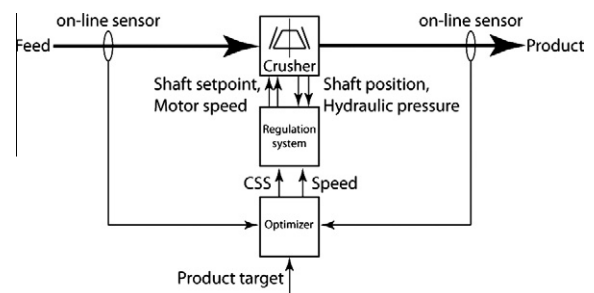 on-line sensor
on-line sensor
Feed
Product
Crusher
Shaft setpoint,
Motor speed
Shaft position,
Hydraulic pressure
Regulation
system
CSS
Speed
Optimizer
Product target